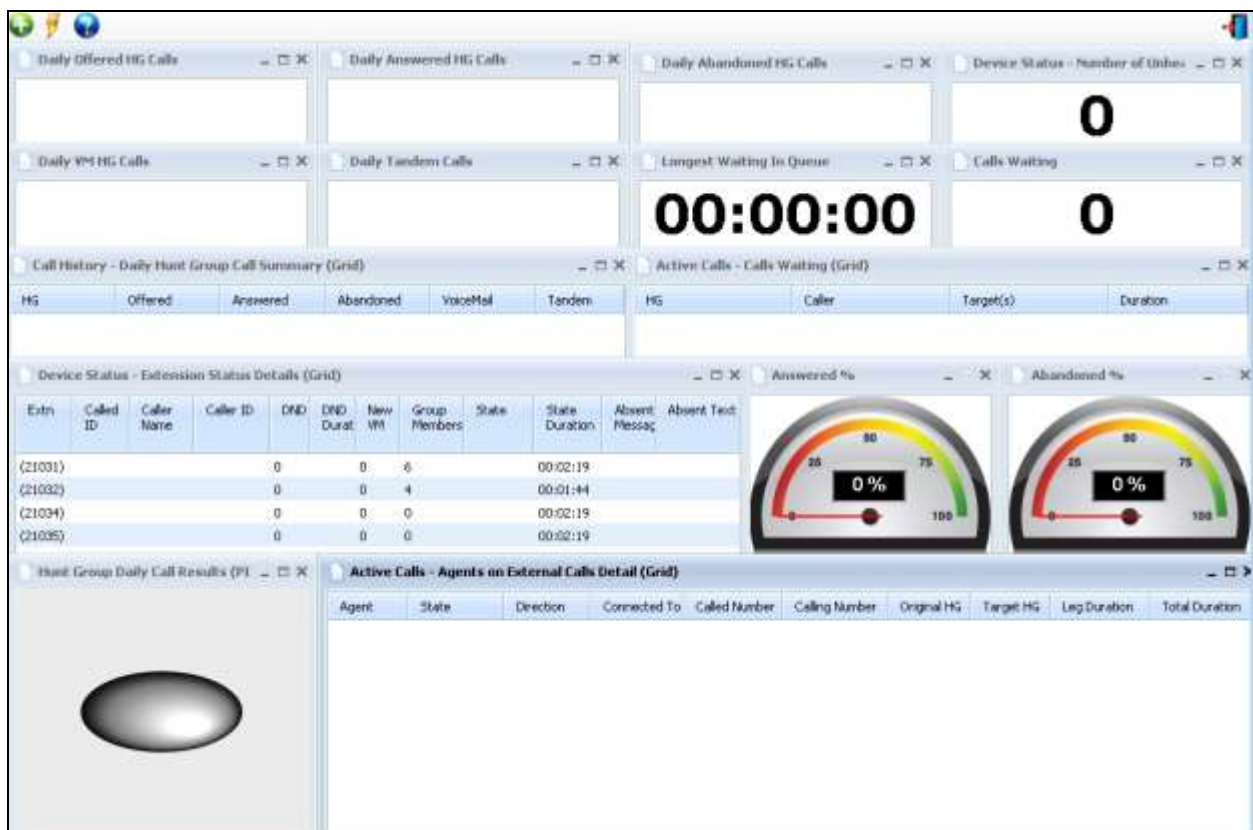 Daily Offered HG Calls
Daily Answered HG Calls
Daily Abandoned HG Calls
Device Status - Number of Unhe
0
Daily VM HG Calls
Daily Tandem Calls
Longest Waiting In Queue
Calls Waiting
00:00:00
0
Call History - Daily Hunt Group Call Summary (Grid)
HG Offered Answered Abandoned VoiceMail Tandem
Active Calls - Calls Waiting (Grid)
HG Caller Target(s) Duration
Device Status - Extension Status Details (Grid)
Extn Called ID Caller Name Caller ID DND DND Durat New VM Group Members State State Duration Absent Messag Absent Text
(21031) 0 0 6 00:02:19
(21032) 0 0 4 00:01:44
(21034) 0 0 0 00:02:19
(21035) 0 0 0 00:02:19
Answered %
0 25 50 75 100
0 %
Abandoned %
0 25 50 75 100
0 %
Hunt Group Daily Call Results (PI
Active Calls - Agents on External Calls Detail (Grid)
Agent State Direction Connected To Called Number Calling Number Original HG Target HG Leg Duration Total Duration